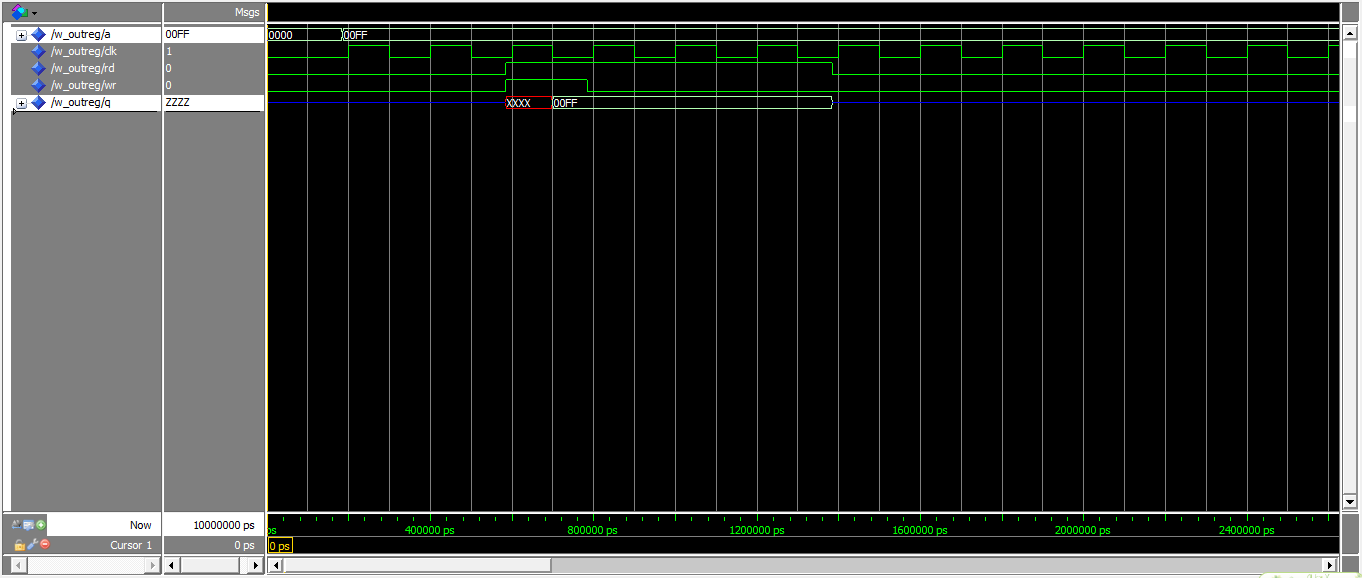 Msgs
/w_outreg/a 00FF 0000 00FF
/w_outreg/clk 1
/w_outreg/rd 0
/w_outreg/wr 0
/w_outreg/q ZZZZ XXXX 00FF
Now 10000000 ps ps 400000 ps 800000 ps 1200000 ps 1600000 ps 2000000 ps 2400000 ps
Cursor 1 0 ps 0 ps